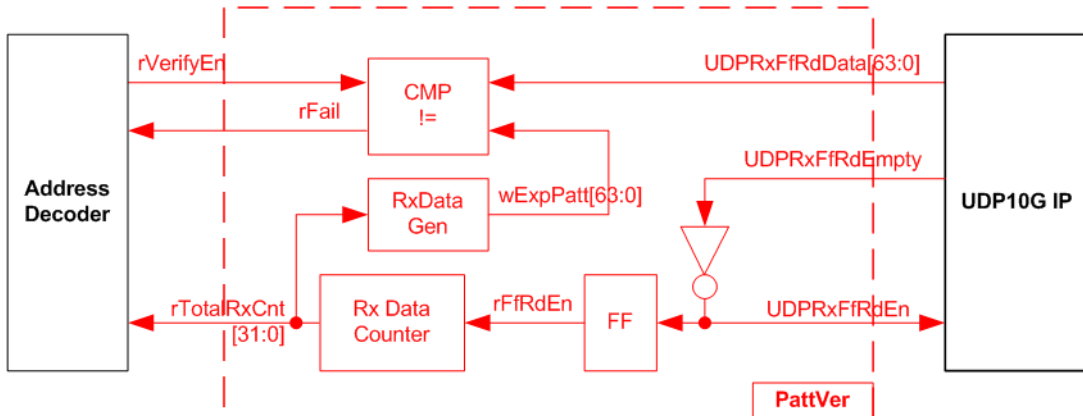 rVerifyEn
UDPRxFfRdData[63:0]
CMP
!=
rFail
UDPRxFfRdEmpty
Address
Decoder
RxData
Gen
wExpPatt[63:0]
UDP10G IP
rTotalRxCnt
[31:0]
Rx Data
Counter
rFfRdEn
FF
UDPRxFfRdEn
PattVer